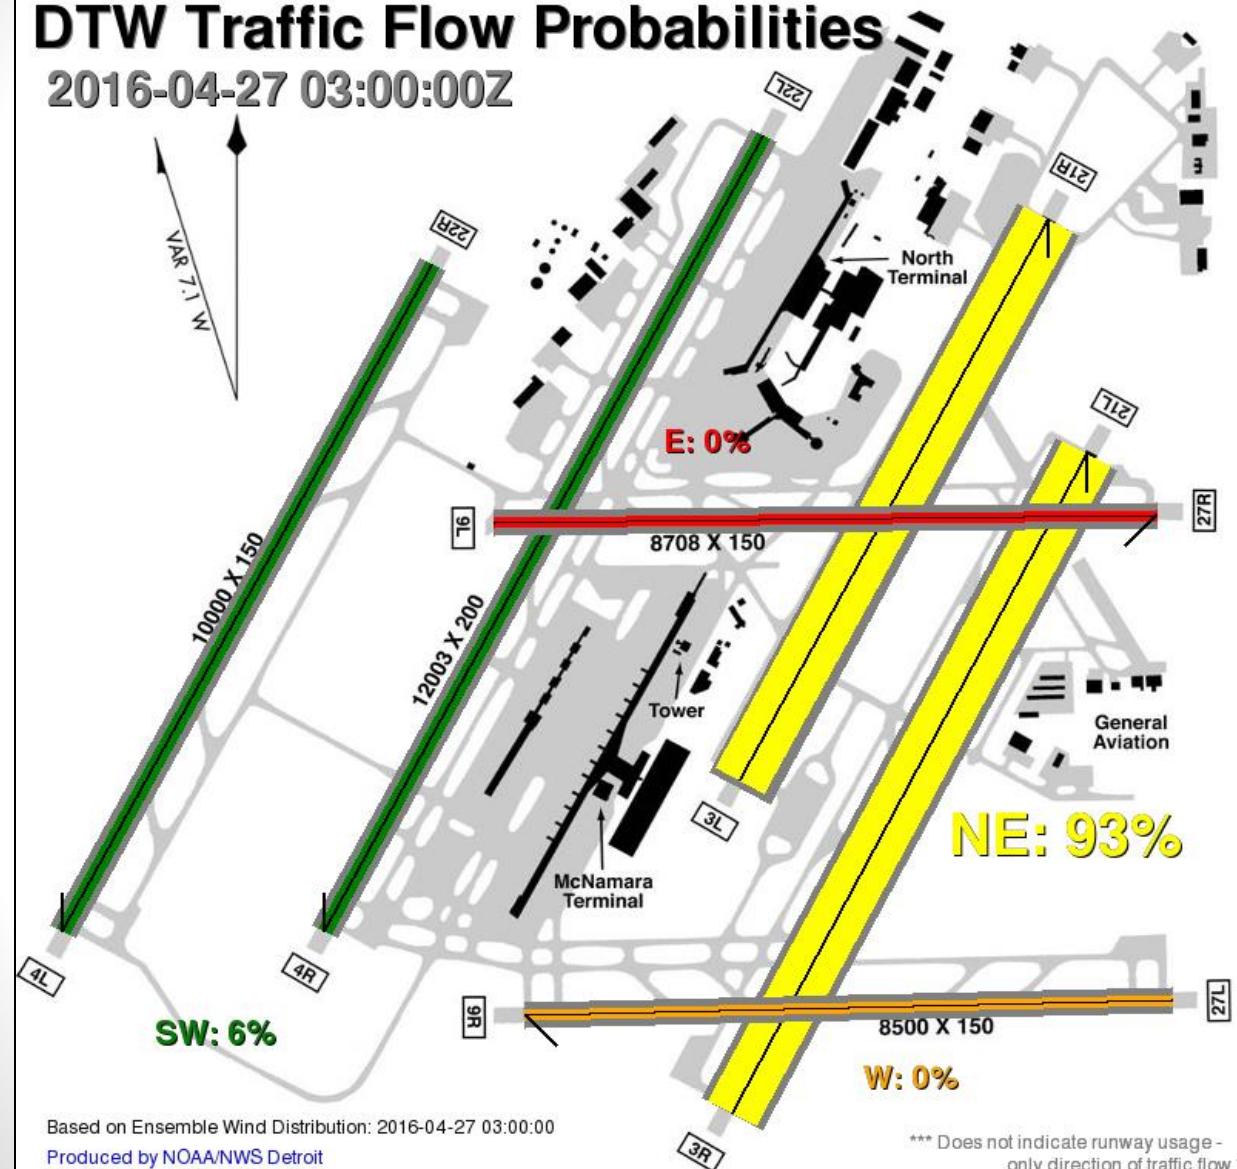 DTW Traffic Flow Probabilities
2016-04-27 03:00:00Z
22L
21R
22R
VAR 7.1 W
North
Terminal
21L
E: 0%
9L
27R
8708 X 150
10000 X 150
12003 X 200
Tower
General
Aviation
3L
NE: 93%
McNamara
Terminal
4L
4R
9R
27L
8500 X 150
SW: 6%
W: 0%
3R
Based on Ensemble Wind Distribution: 2016-04-27 03:00:00
Produced by NOAA/NWS Detroit
*** Does not indicate runway usage -
only direction of traffic flow